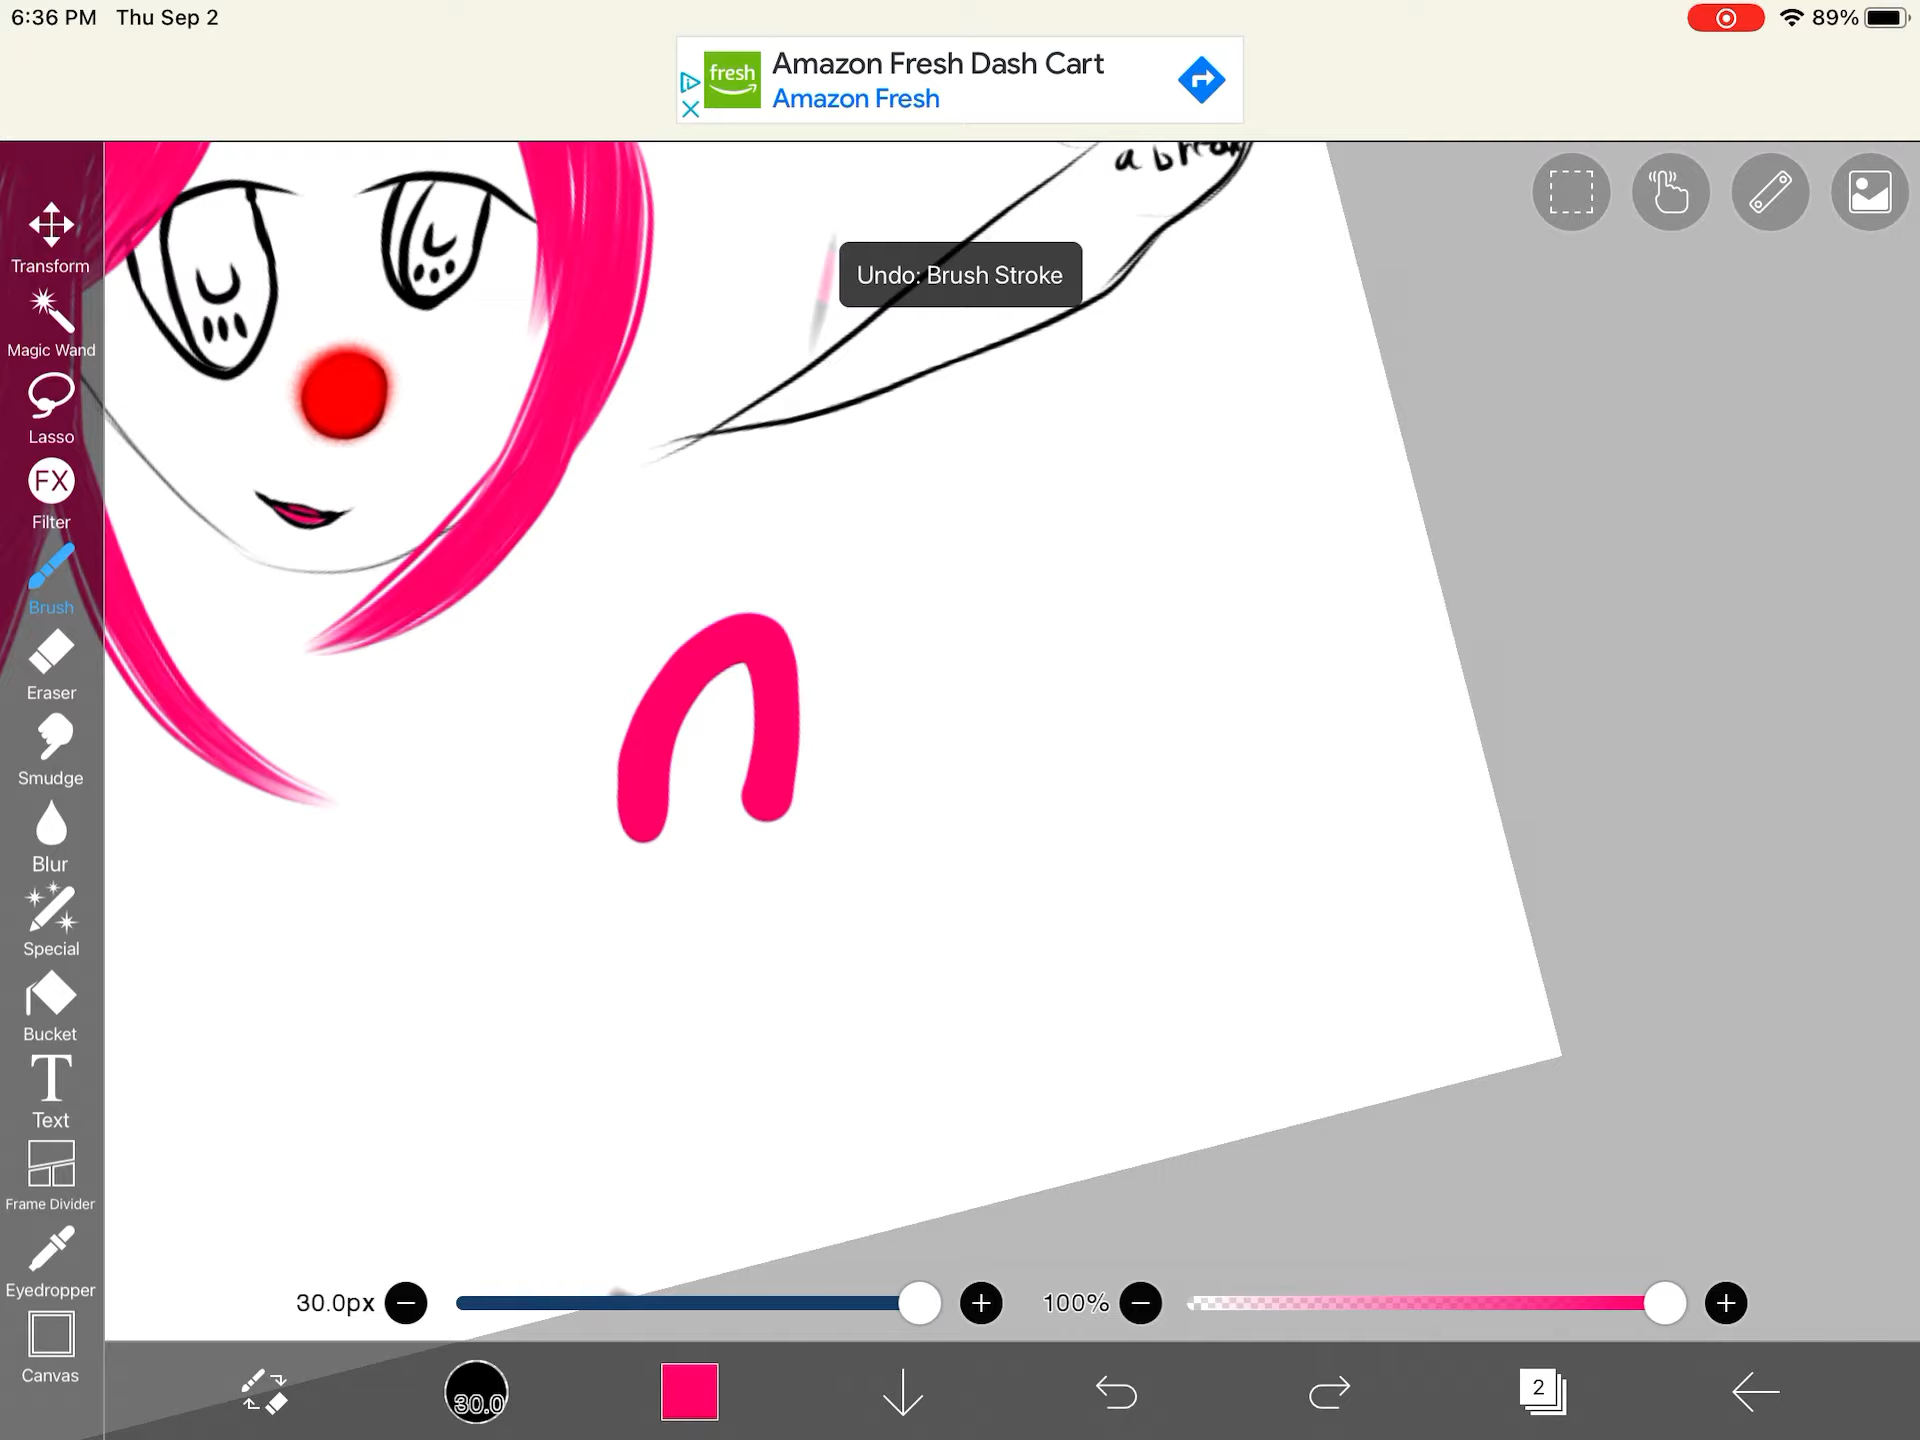 6:36 PM Thu Sep 2
89%
fresh
Amazon Fresh Dash Cart
Amazon Fresh
a break
Undo: Brush Stroke
Transform
Magic Wand
Lasso
FX
Filter
Brush
Eraser
Smudge
Blur
Special
Bucket
T
Text
Frame Divider
Eyedropper
Canvas
30.0px
100%
30.0
2